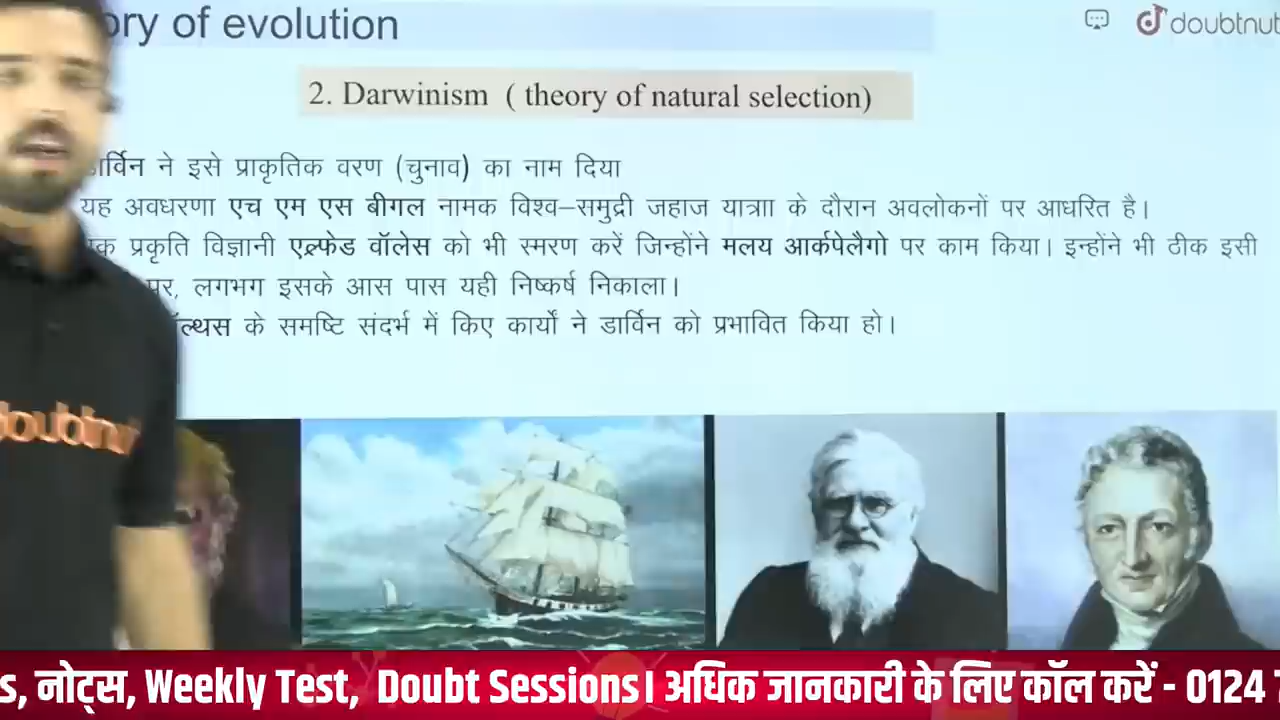 ory of evolution
doubtnut
2. Darwinism ( theory of natural selection)
डार्विन ने इसे प्राकृतिक वरण (चुनाव) का नाम दिया
यह अवधरणा एच एम एस बीगल नामक विश्व–समुद्री जहाज यात्राा के दौरान अवलोकनों पर आधरित है।
एक प्रकृति विज्ञानी एल्फ्रेड वॉलेस को भी स्मरण करें जिन्होंने मलय आर्कपेलैगो पर काम किया। इन्होंने भी ठीक इसी
पर, लगभग इसके आस पास यही निष्कर्ष निकाला।
के समष्टि संदर्भ में किए कार्यों ने डार्विन को प्रभावित किया हो।
doubtnut
s, नोट्स, Weekly Test, Doubt Sessions। अधिक जानकारी के लिए कॉल करें - 0124